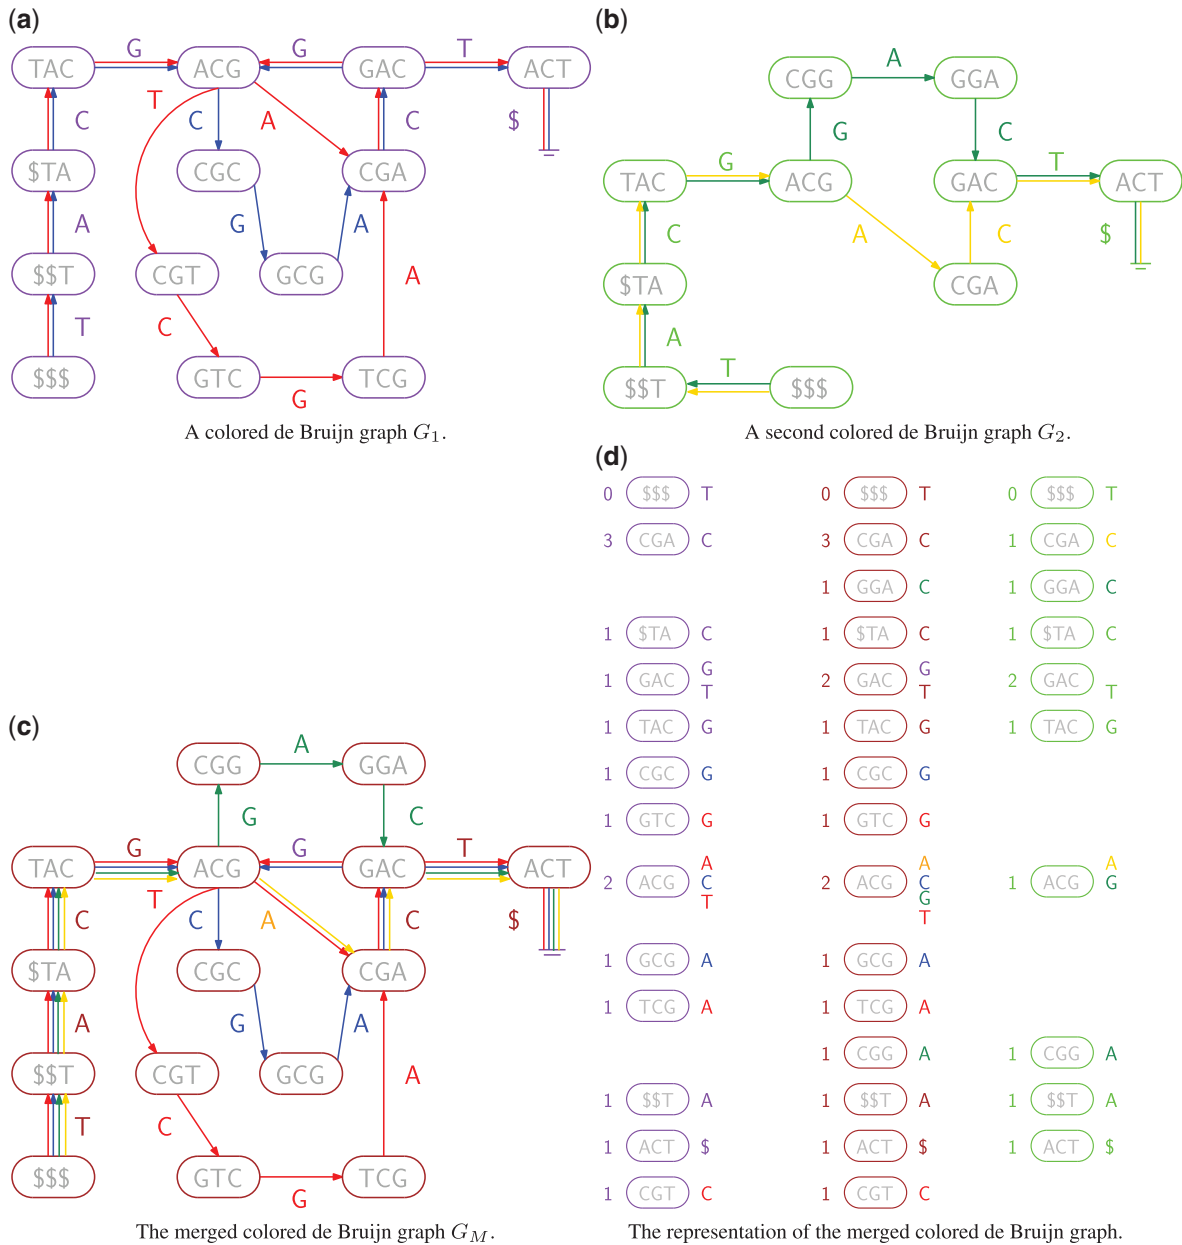 (a)
G G T
TAC ACG GAC ACT
T
C C A C $
$TA CGC CGA
A G A
$$T CGT GCG A
T C
$$$ GTC TCG
G
A colored de Bruijn graph G1.
(b)
A
CGG GGA
G C
G T
TAC ACG GAC ACT
C A C $
$TA CGA
A
T
$$T $$$
A second colored de Bruijn graph G2.
(c)
A
CGG GGA
G C
G G T
TAC ACG GAC ACT
T
C C A C $
$TA CGC CGA
A G A
$$T CGT GCG A
T C
$$$ GTC TCG
G
The merged colored de Bruijn graph GM.
(d)
0 $$$ T 0 $$$ T 0 $$$ T
3 CGA C 3 CGA C 1 CGA C
1 GGA C 1 GGA C
1 $TA C 1 $TA C 1 $TA C
G G
1 GAC 2 GAC 2 GAC
T T T
1 TAC G 1 TAC G 1 TAC G
1 CGC G 1 CGC G
1 GTC G 1 GTC G
A A A
2 ACG C 2 ACG C 1 ACG G
T G
T
1 GCG A 1 GCG A
1 TCG A 1 TCG A
1 CGG A 1 CGG A
1 $$T A 1 $$T A 1 $$T A
1 ACT $ 1 ACT $ 1 ACT $
1 CGT C 1 CGT C
The representation of the merged colored de Bruijn graph.